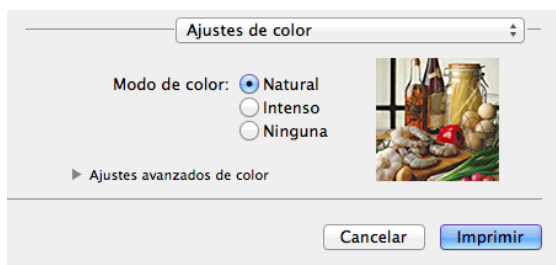 Ajustes de color
Modo de color: Natural
Intenso
Ninguna
Ajustes avanzados de color
Cancelar Imprimir